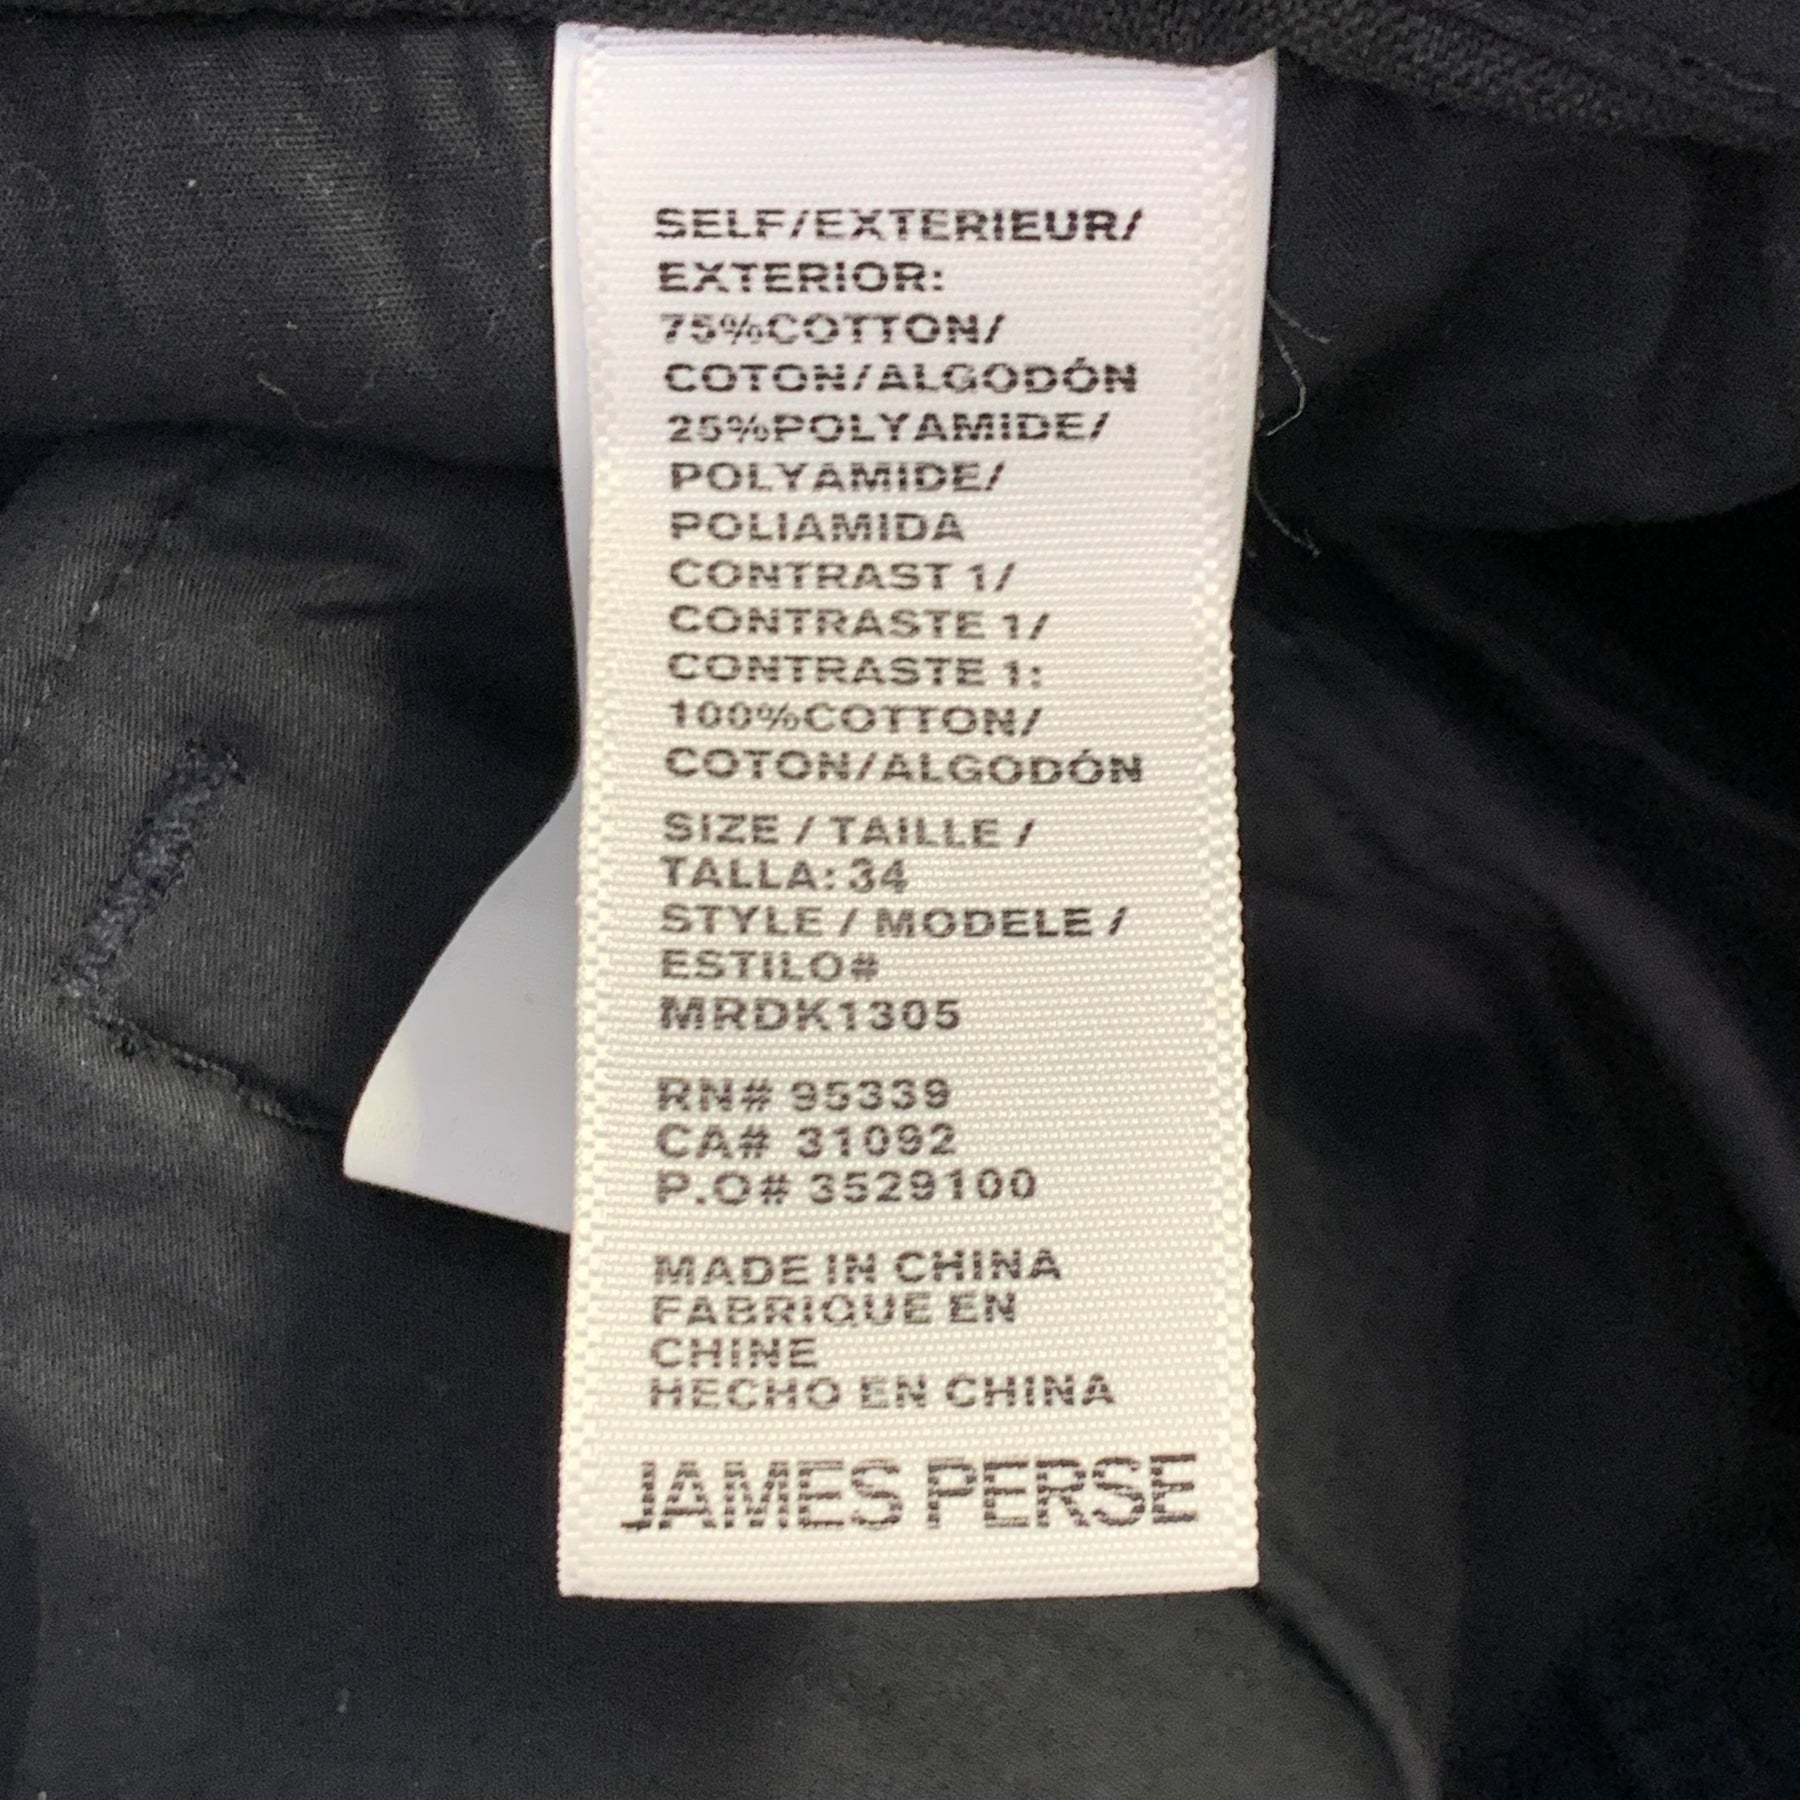 SELF/EXTERIEUR/
EXTERIOR:
75%COTTON/
COTON/ALGODÓN
25%POLYAMIDE/
POLYAMIDE/
POLIAMIDA
CONTRAST 1/
CONTRASTE 1/
CONTRASTE 1:
100%COTTON/
COTON/ALGODÓN
SIZE / TAILLE /
TALLA: 34
STYLE / MODELE /
ESTILO#
MRDK1305
RN# 95339
CA# 31092
P.O# 3529100
MADE IN CHINA
FABRIQUE EN
CHINE
HECHO EN CHINA
JAMES PERSE